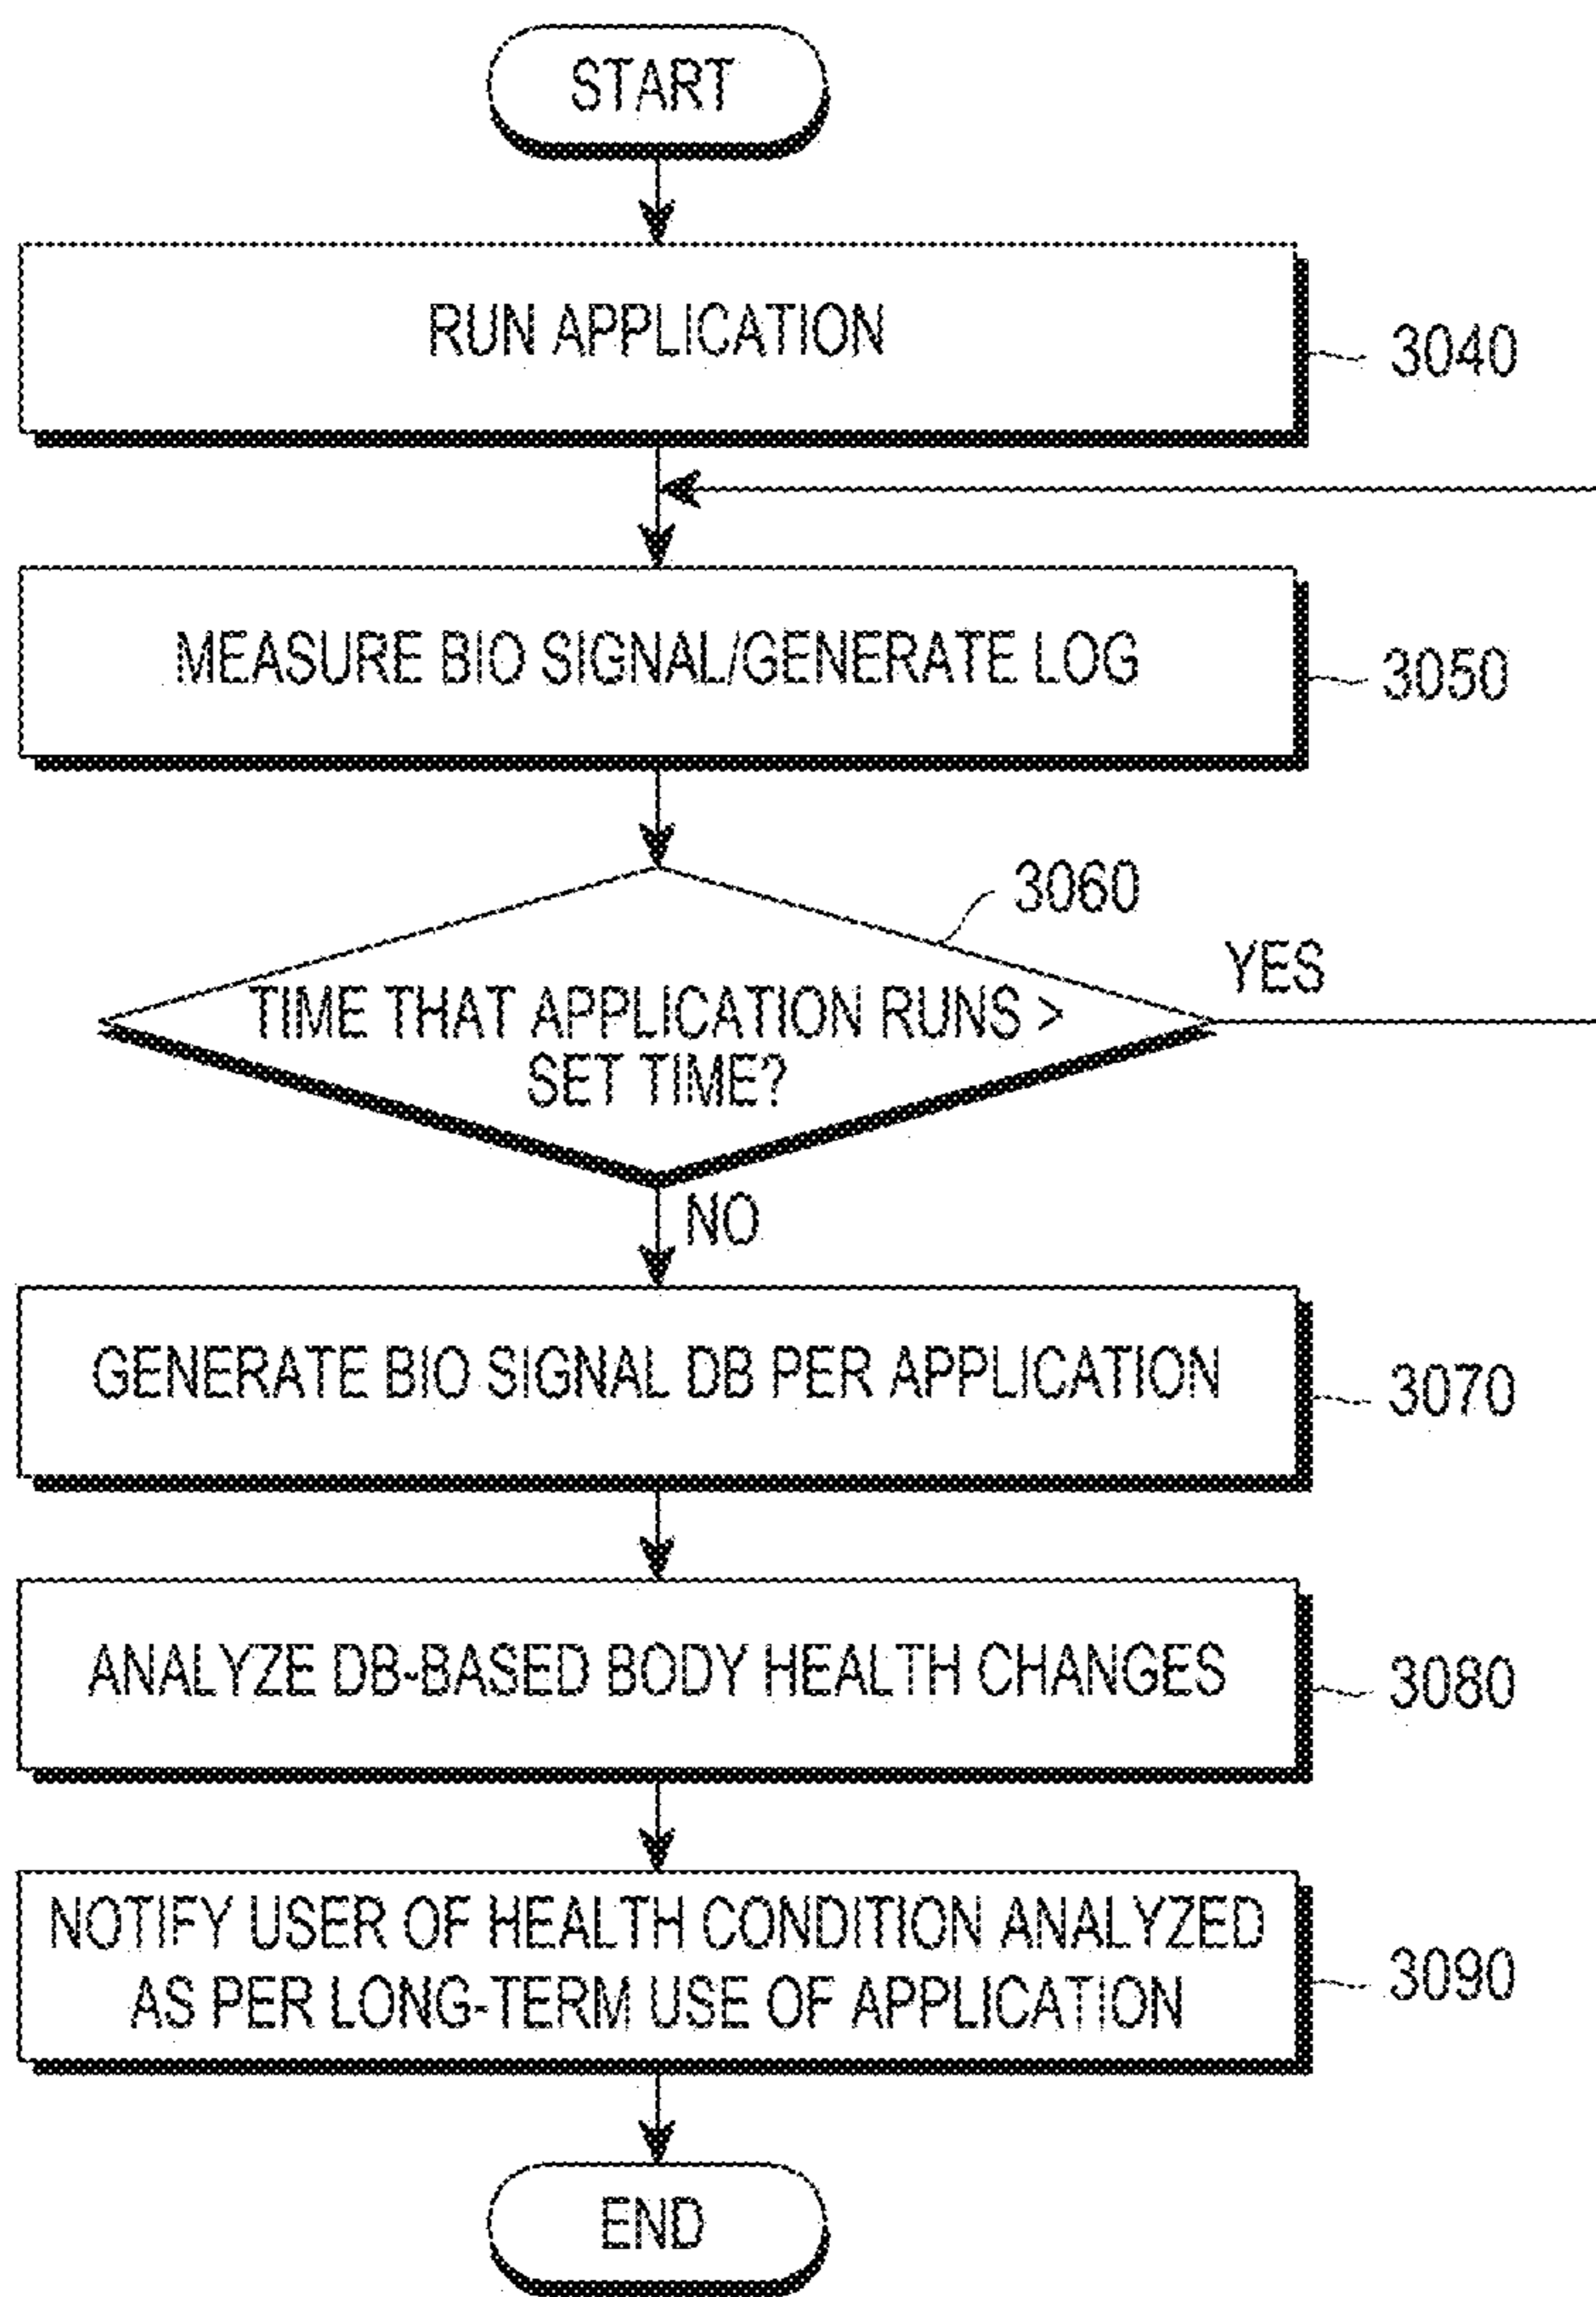 START
RUN APPLICATION
3040
MEASURE BIO SIGNAL/GENERATE LOG
3050
3060
YES
TIME THAT APPLICATION RUNS >
SET TIME?
NO
GENERATE BIO SIGNAL DB PER APPLICATION
3070
ANALYZE DB-BASED BODY HEALTH CHANGES
3080
NOTIFY USER OF HEALTH CONDITION ANALYZED
AS PER LONG-TERM USE OF APPLICATION
3090
END